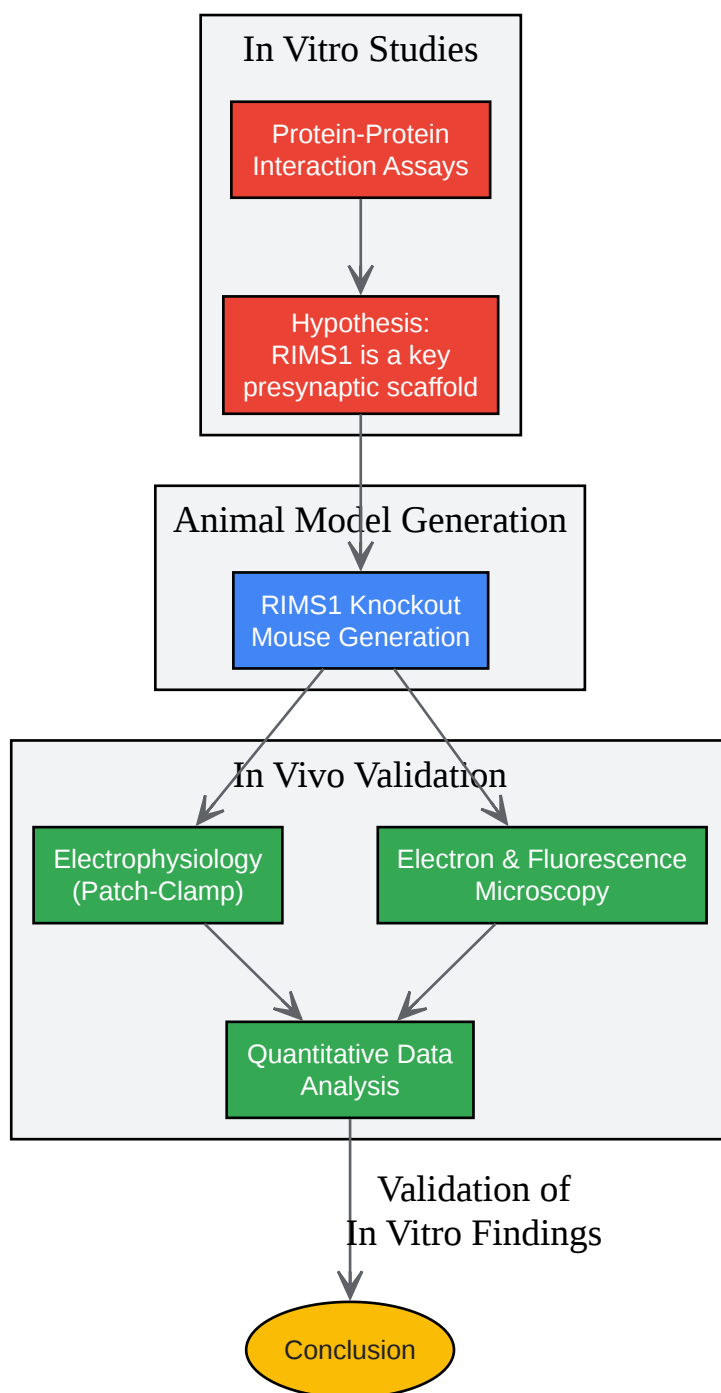 In Vitro Studies
Protein-Protein
Interaction Assays
Hypothesis:
RIMS1 is a key
presynaptic scaffold
Animal Model Generation
RIMS1 Knockout
Mouse Generation
In Vivo Validation
Electrophysiology
(Patch-Clamp)
Electron & Fluorescence
Microscopy
Quantitative Data
Analysis
Validation of
In Vitro Findings
Conclusion